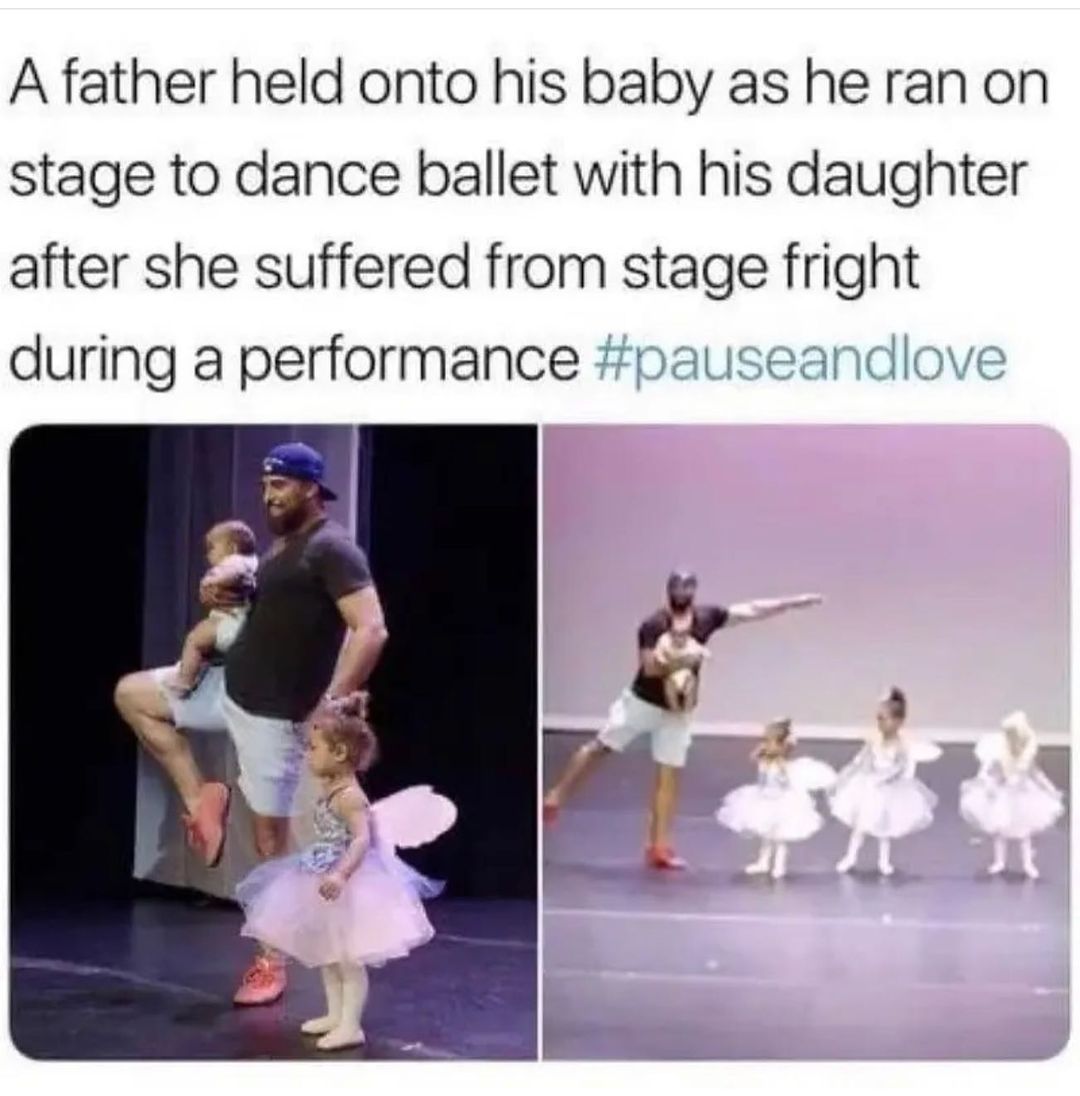 A father held onto his baby as he ran on
stage to dance ballet with his daughter
after she suffered from stage fright
during a performance #pauseandlove